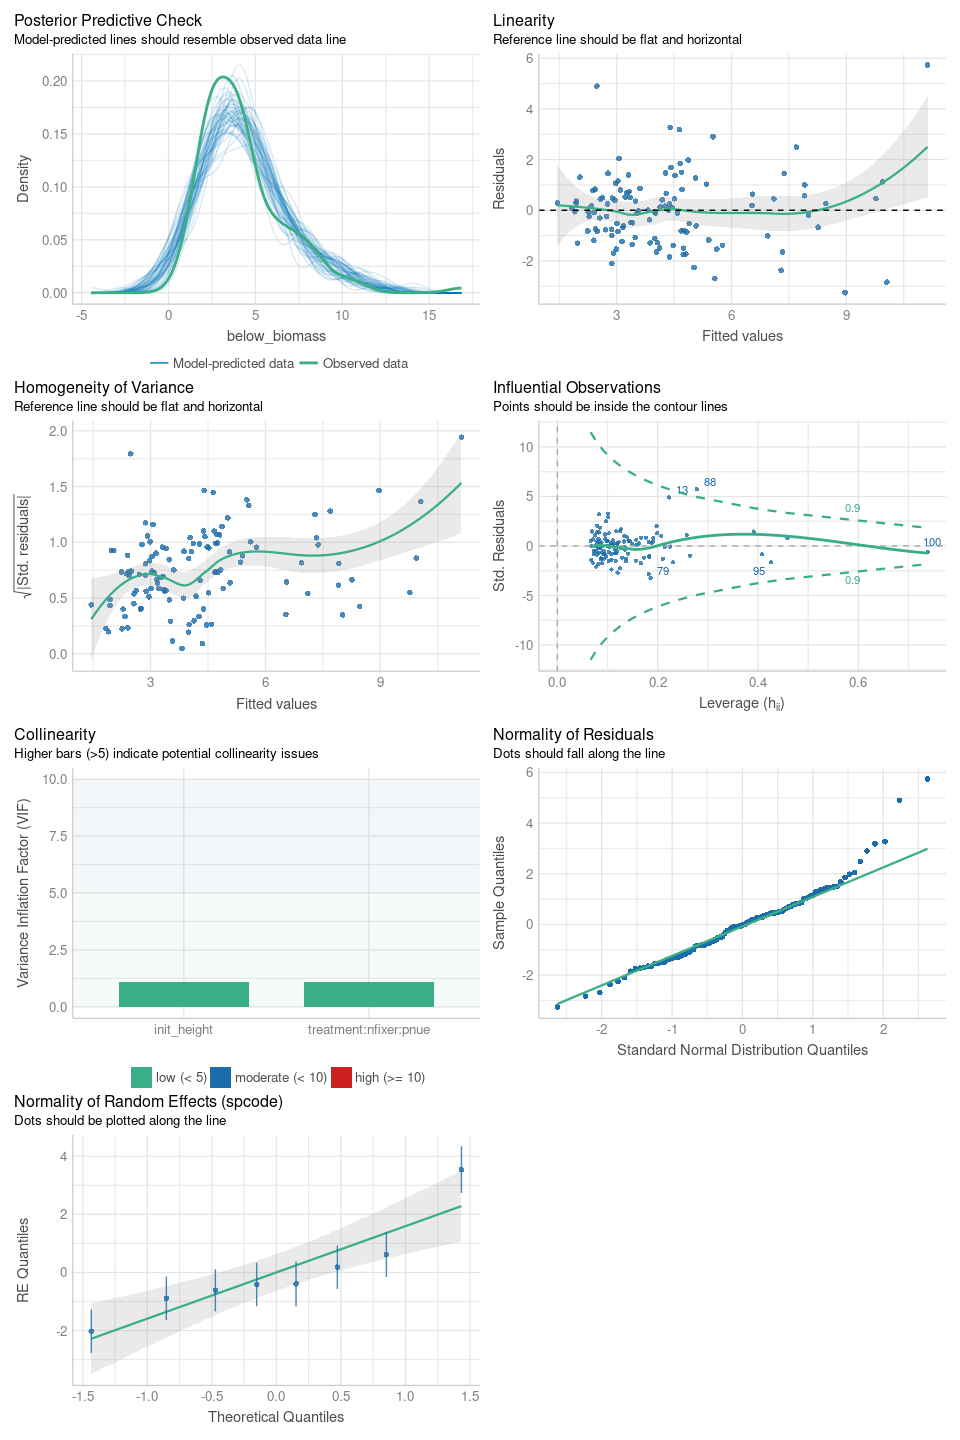 Posterior Predictive Check
Model-predicted lines should resemble observed data line
Density
0.20
0.15
0.10
0.05
0.00
-5 0 5 10 15
below_biomass
Model-predicted data Observed data
Linearity
Reference line should be flat and horizontal
Residuals
6
4
2
0
-2
3 6 9
Fitted values
Homogeneity of Variance
Reference line should be flat and horizontal
√|Std. residuals|
2.0
1.5
1.0
0.5
0.0
3 6 9
Fitted values
Influential Observations
Points should be inside the contour lines
Std. Residuals
10
5
0
-5
-10
13 88
0.9
100
79 95
0.9
0.0 0.2 0.4 0.6
Leverage (hii)
Collinearity
Higher bars (>5) indicate potential collinearity issues
Variance Inflation Factor (VIF)
10.0
7.5
5.0
2.5
0.0
init_height treatment:nfixer:pnue
low (< 5) moderate (< 10) high (>= 10)
Normality of Residuals
Dots should fall along the line
Sample Quantiles
6
4
2
0
-2
-2 -1 0 1 2
Standard Normal Distribution Quantiles
Normality of Random Effects (spcode)
Dots should be plotted along the line
RE Quantiles
4
2
0
-2
-1.5 -1.0 -0.5 0.0 0.5 1.0 1.5
Theoretical Quantiles